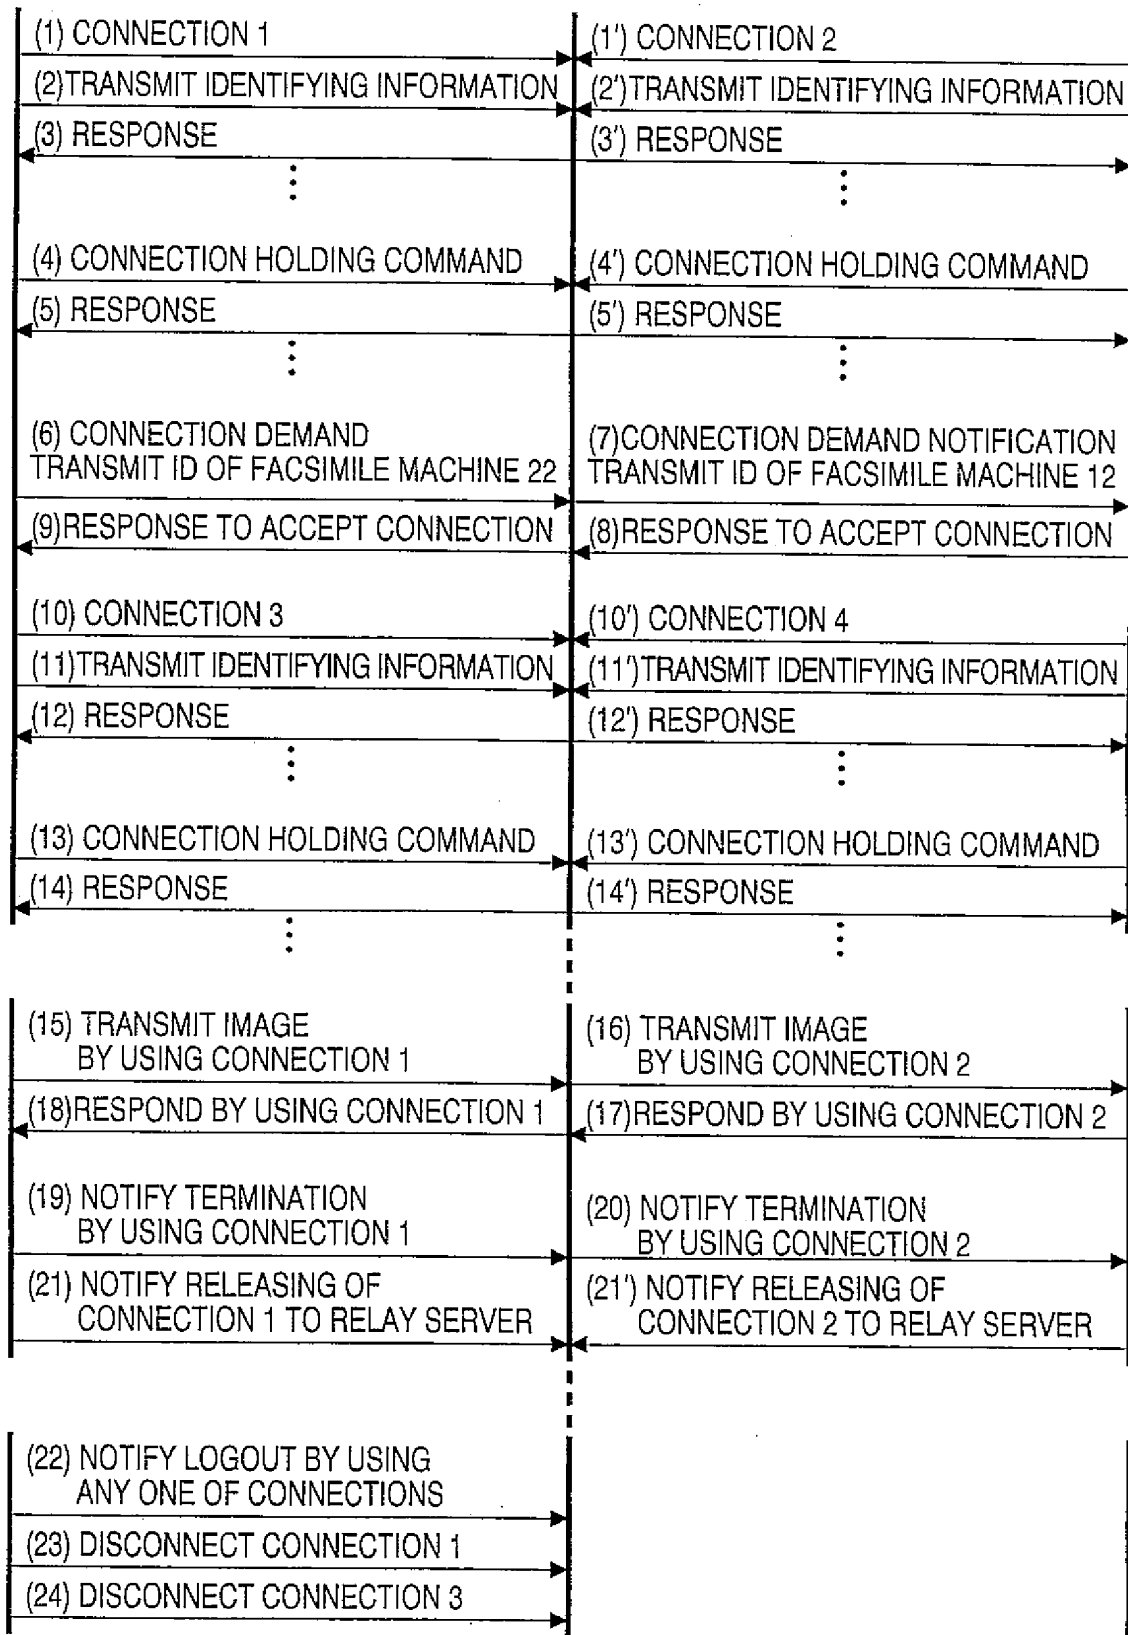 (1) CONNECTION 1
(1') CONNECTION 2
(2)TRANSMIT IDENTIFYING INFORMATION
(2')TRANSMIT IDENTIFYING INFORMATION
(3) RESPONSE
(3') RESPONSE
(4) CONNECTION HOLDING COMMAND
(4') CONNECTION HOLDING COMMAND
(5) RESPONSE
(5') RESPONSE
(6) CONNECTION DEMAND
TRANSMIT ID OF FACSIMILE MACHINE 22
(7)CONNECTION DEMAND NOTIFICATION
TRANSMIT ID OF FACSIMILE MACHINE 12
(9)RESPONSE TO ACCEPT CONNECTION
(8)RESPONSE TO ACCEPT CONNECTION
(10) CONNECTION 3
(10') CONNECTION 4
(11)TRANSMIT IDENTIFYING INFORMATION
(11')TRANSMIT IDENTIFYING INFORMATION
(12) RESPONSE
(12') RESPONSE
(13) CONNECTION HOLDING COMMAND
(13') CONNECTION HOLDING COMMAND
(14) RESPONSE
(14') RESPONSE
(15) TRANSMIT IMAGE
BY USING CONNECTION 1
(16) TRANSMIT IMAGE
BY USING CONNECTION 2
(18)RESPOND BY USING CONNECTION 1
(17)RESPOND BY USING CONNECTION 2
(19) NOTIFY TERMINATION
BY USING CONNECTION 1
(20) NOTIFY TERMINATION
BY USING CONNECTION 2
(21) NOTIFY RELEASING OF
CONNECTION 1 TO RELAY SERVER
(21') NOTIFY RELEASING OF
CONNECTION 2 TO RELAY SERVER
(22) NOTIFY LOGOUT BY USING
ANY ONE OF CONNECTIONS
(23) DISCONNECT CONNECTION 1
(24) DISCONNECT CONNECTION 3